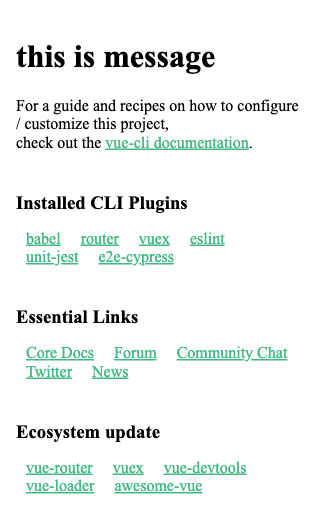 this is message
For a guide and recipes on how to configure
/ customize this project,
check out the vue-cli documentation.
Installed CLI Plugins
babel router vuex eslint
unit-jest e2e-cypress
Essential Links
Core Docs Forum Community Chat
Twitter News
Ecosystem update
vue-router vuex vue-devtools
vue-loader awesome-vue